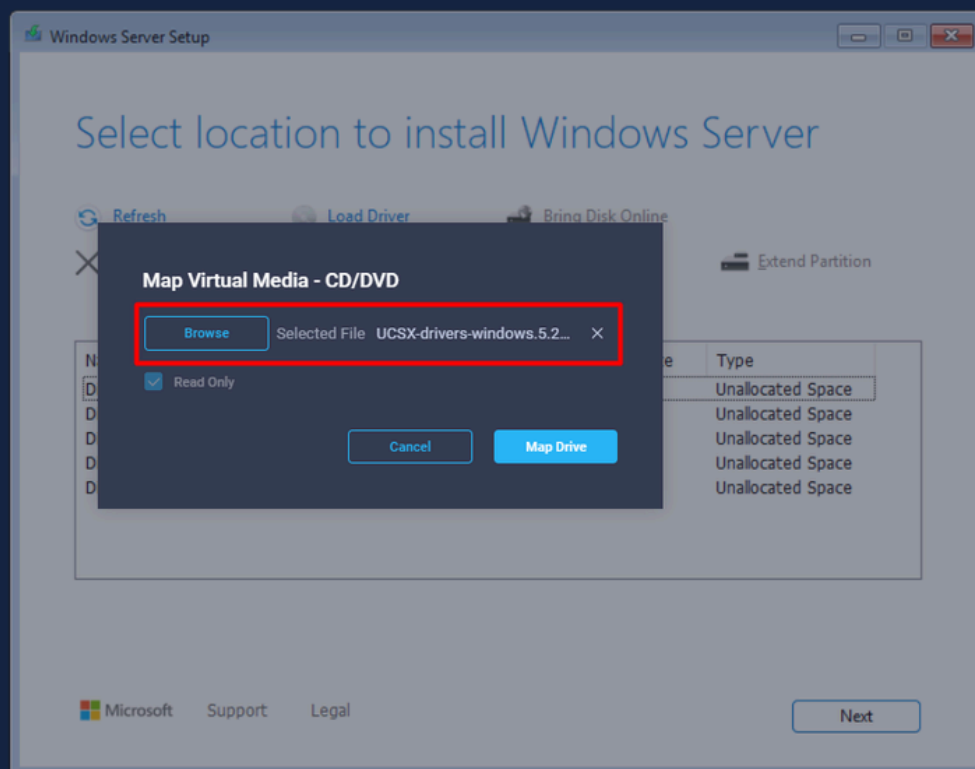 Windows Server Setup
Select location to install Windows Server
Refresh Load Driver Bring Disk Online
Extend Partition
Map Virtual Media - CD/DVD
Browse Selected File UCSX-drivers-windows.5.2...
Read Only
Type
Unallocated Space
Unallocated Space
Unallocated Space
Unallocated Space
Unallocated Space
Cancel Map Drive
Microsoft Support Legal
Next